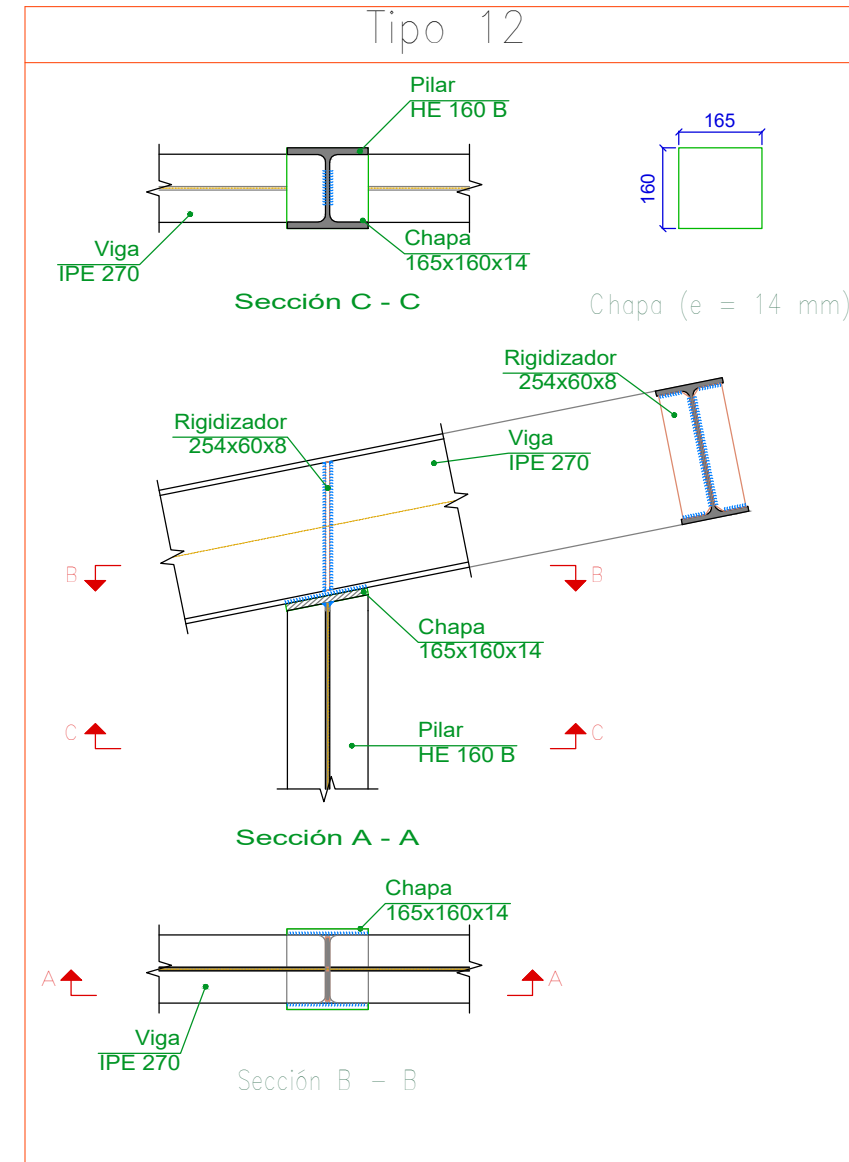 Tipo 12
Pilar
HE 160 B
165
160
Viga
IPE 270
Chapa
165x160x14
Sección C - C
Chapa (e = 14 mm)
Rigidizador
254x60x8
Rigidizador
254x60x8
Viga
IPE 270
B
B
Chapa
165x160x14
C
C
Pilar
HE 160 B
Sección A - A
Chapa
165x160x14
A
A
Viga
IPE 270
Sección B - B